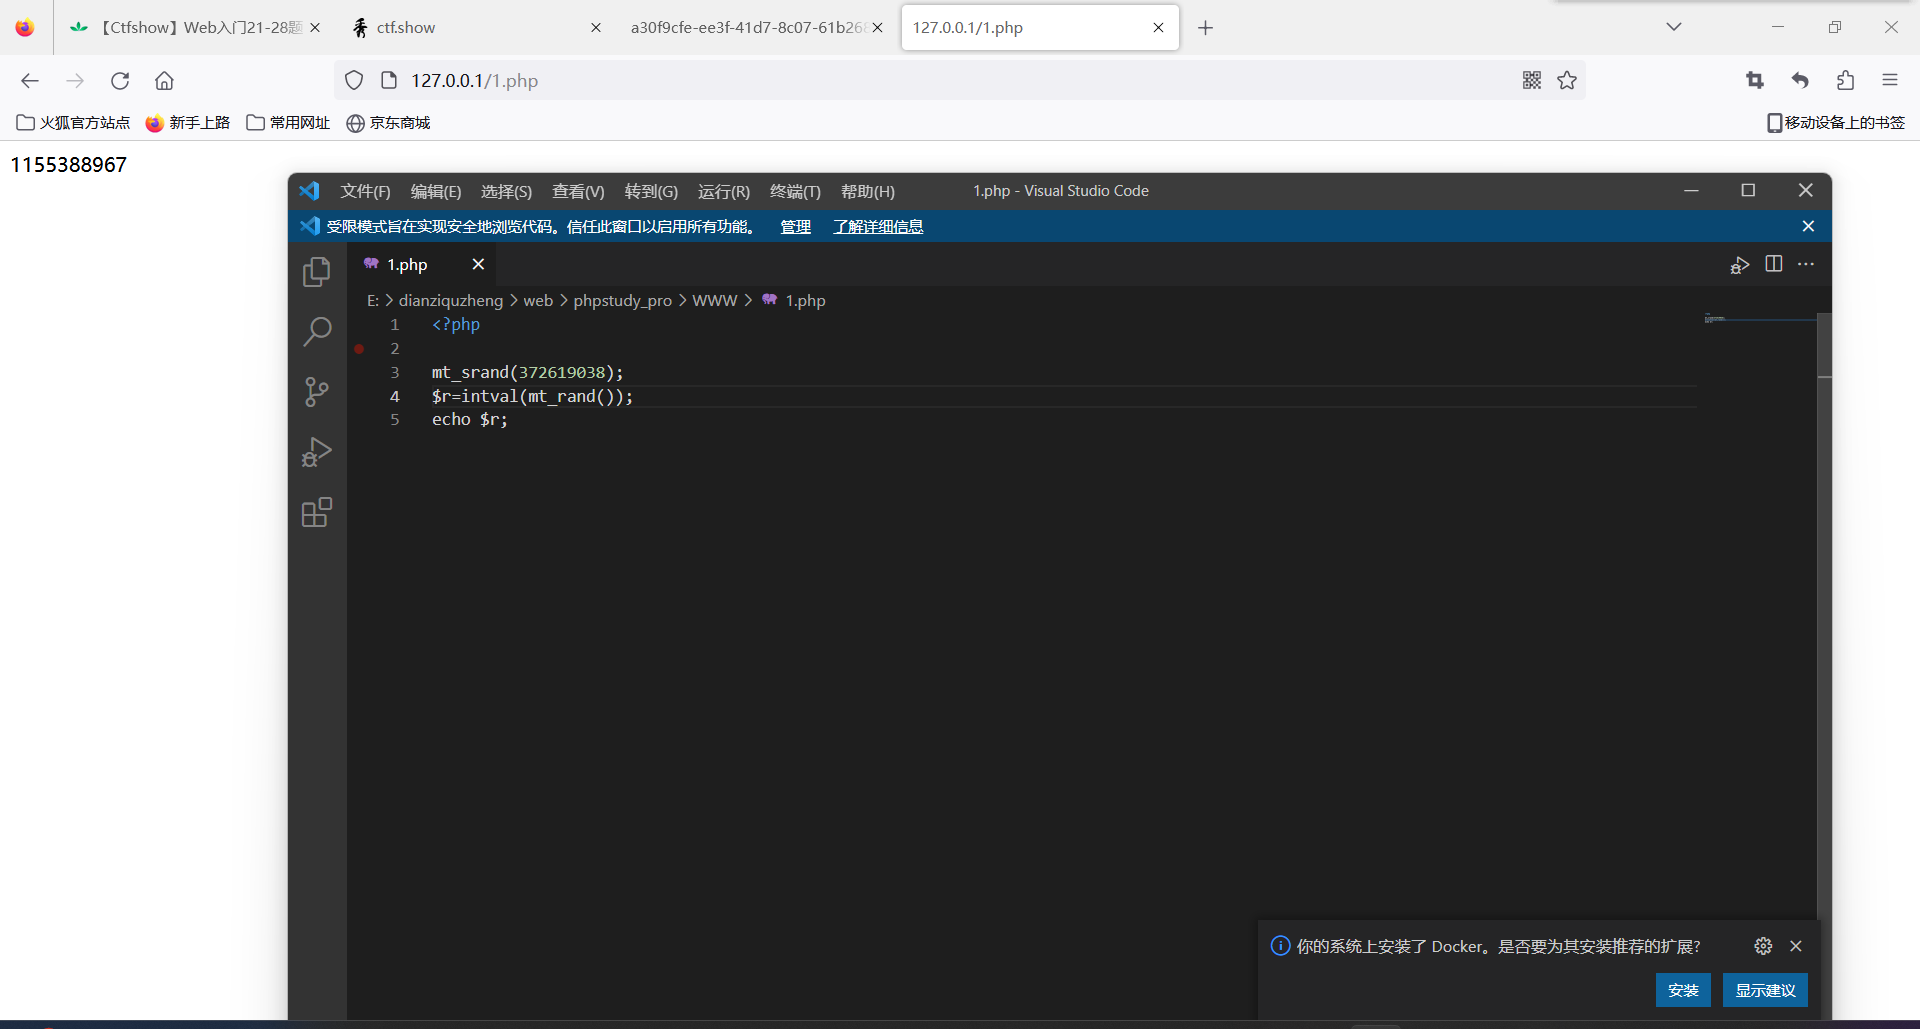 【Ctfshow】Web入门21-28题
ctf.show
a30f9cfe-ee3f-41d7-8c07-61b268
127.0.0.1/1.php
127.0.0.1/1.php
火狐官方站点 新手上路 常用网址 京东商城 移动设备上的书签
1155388967
文件(F) 编辑(E) 选择(S) 查看(V) 转到(G) 运行(R) 终端(T) 帮助(H) 1.php - Visual Studio Code
受限模式旨在实现安全地浏览代码。信任此窗口以启用所有功能。 管理 了解详细信息
1.php
E: > dianziquzheng > web > phpstudy_pro > WWW > 1.php
1 <?php
2
3 mt_srand(372619038);
4 $r=intval(mt_rand());
5 echo $r;
你的系统上安装了 Docker。是否要为其安装推荐的扩展?
安装 显示建议